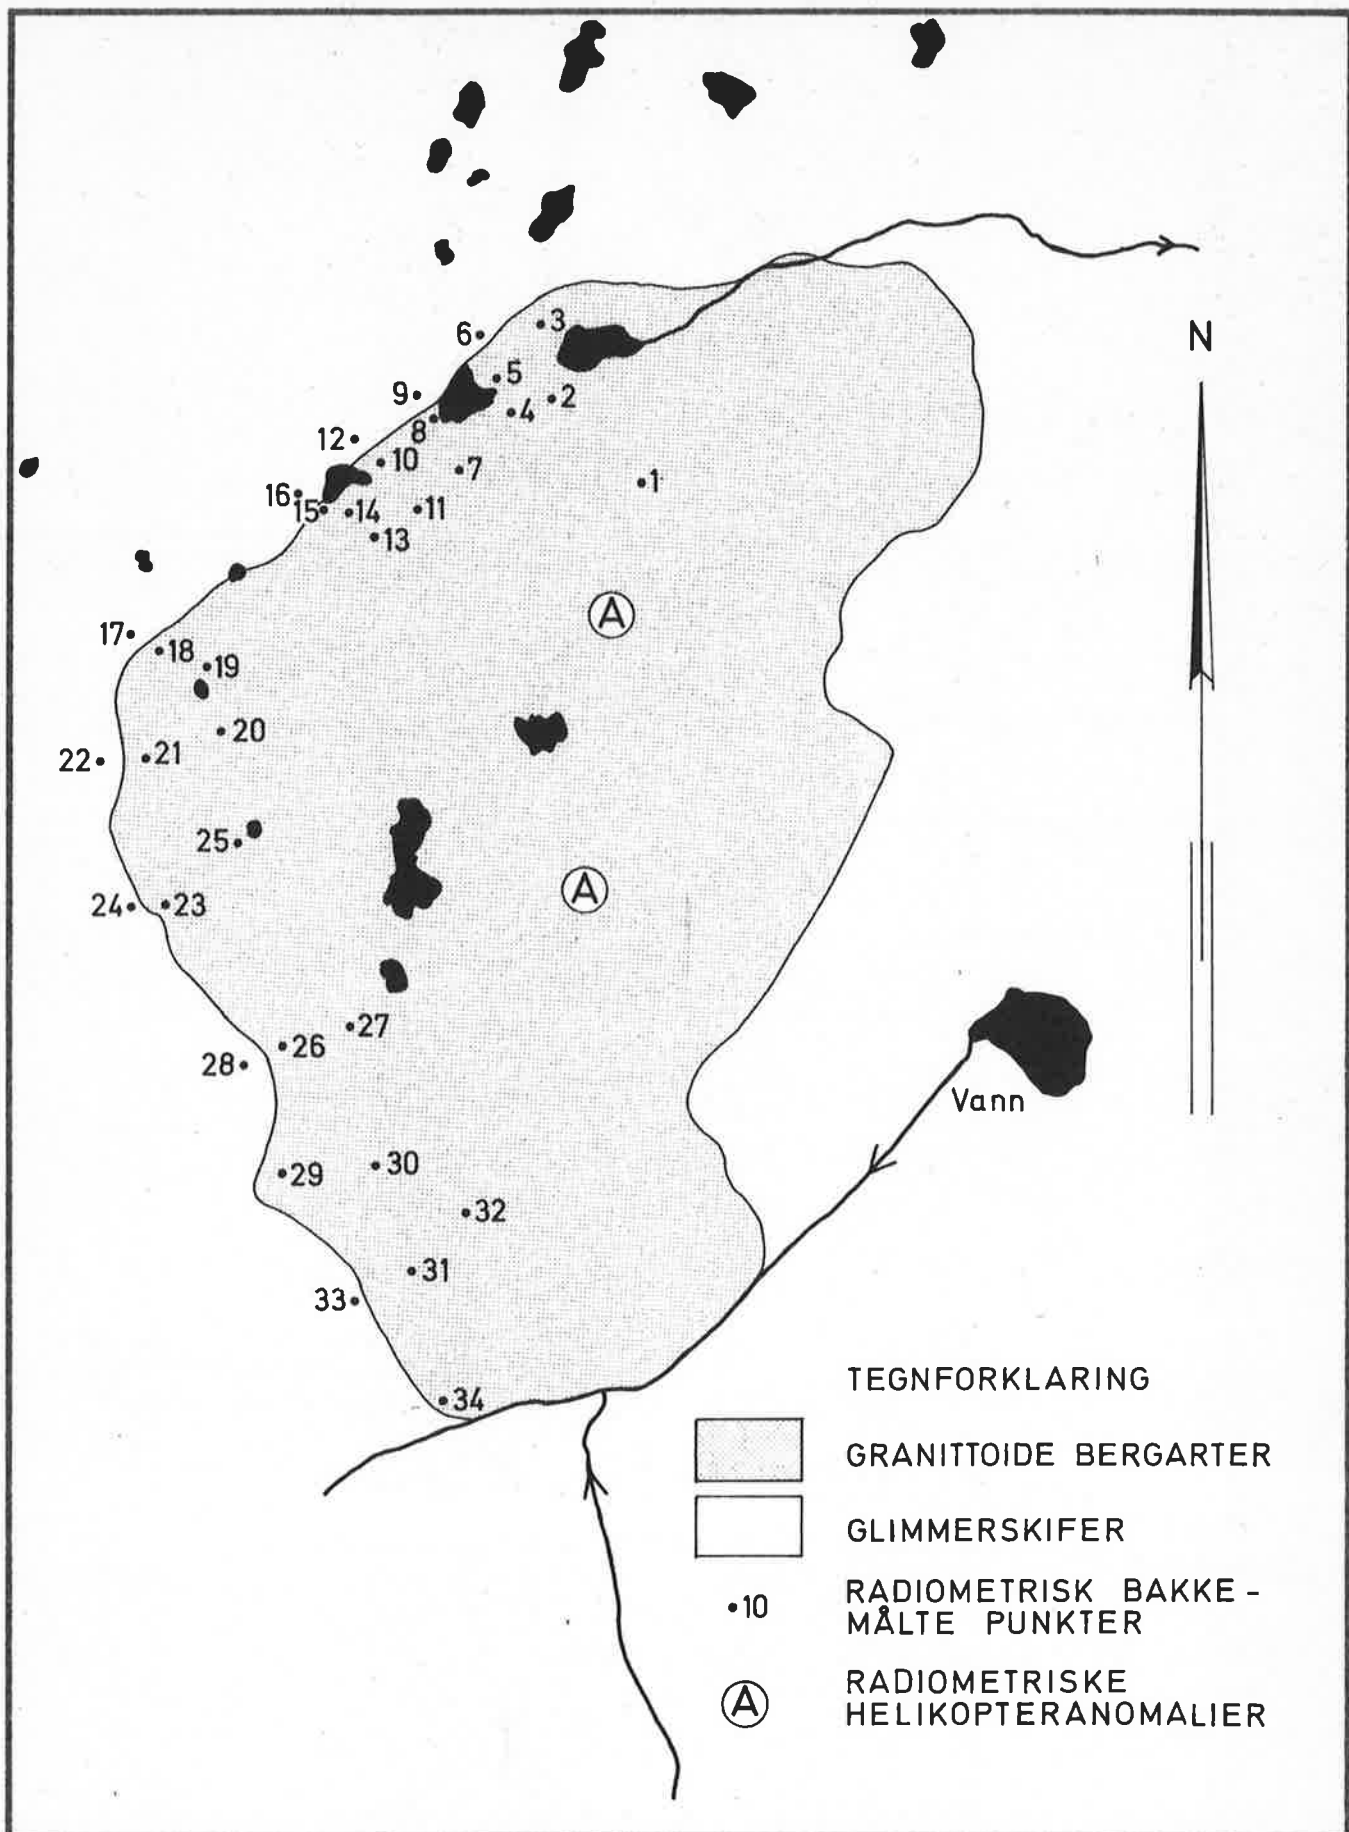 3
6
N
5
9
2
4
8
12
10
7
1
16
15
14
11
13
A
17
18
19
20
22
21
25
A
24
23
27
26
28
Vann
30
29
32
31
33
TEGNFORKLARING
34
GRANITTOIDE BERGARTER
GLIMMERSKIFER
RADIOMETRISK BAKKE-
10
MÅLTE PUNKTER
RADIOMETRISKE
A
HELIKOPTERANOMALIER